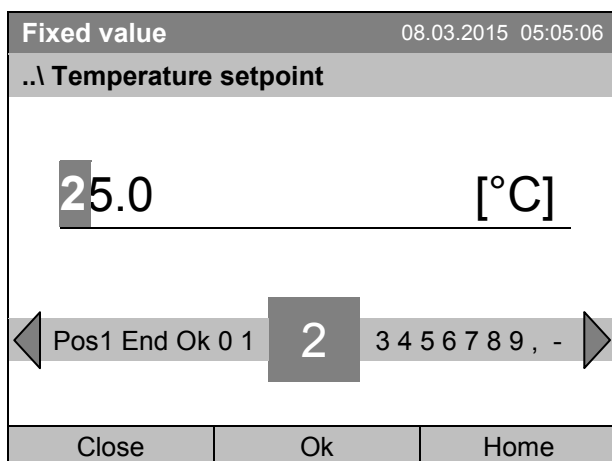 Fixed value 08.03.2015 05:05:06
..\ Temperature setpoint
25.0 [°C]
Pos1 End Ok 0 1 2 3 4 5 6 7 8 9 , -
Close Ok Home